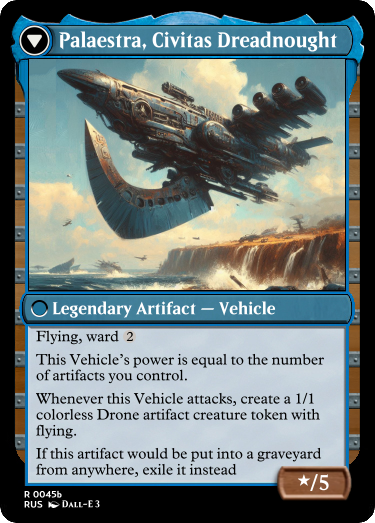 Palaestra, Civitas Dreadnought
Legendary Artifact — Vehicle
Flying, ward 2
This Vehicle's power is equal to the number
of artifacts you control.
Whenever this Vehicle attacks, create a 1/1
colorless Drone artifact creature token with
flying.
If this artifact would be put into a graveyard
from anywhere, exile it instead
★/5
R 0045b
RUS DALL-E 3